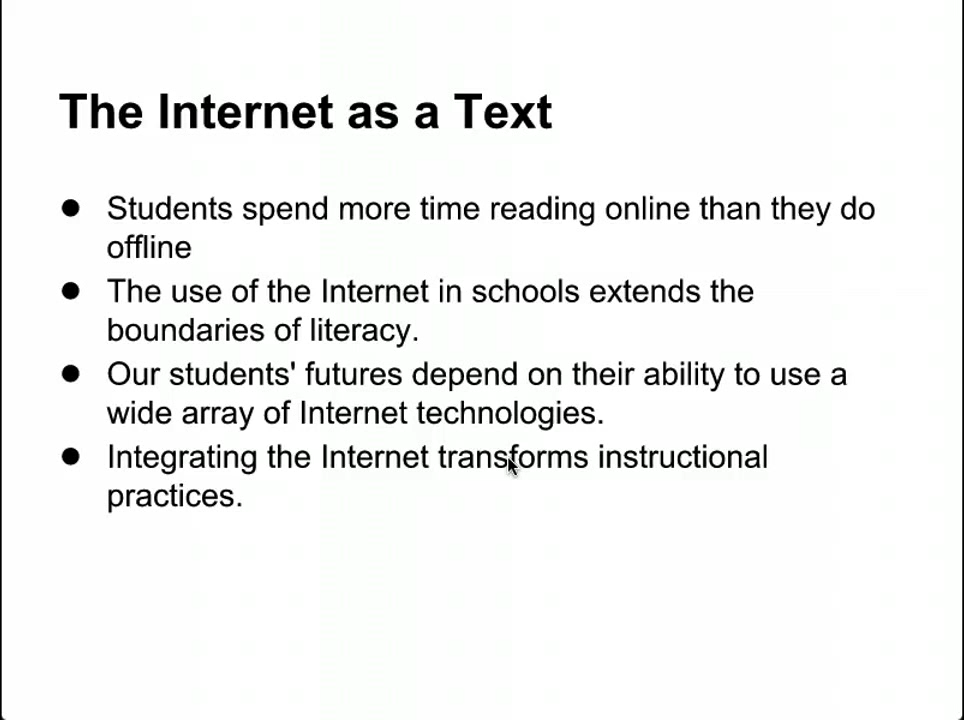 The Internet as a Text
● Students spend more time reading online than they do
offline
● The use of the Internet in schools extends the
boundaries of literacy.
● Our students' futures depend on their ability to use a
wide array of Internet technologies.
● Integrating the Internet transforms instructional
practices.